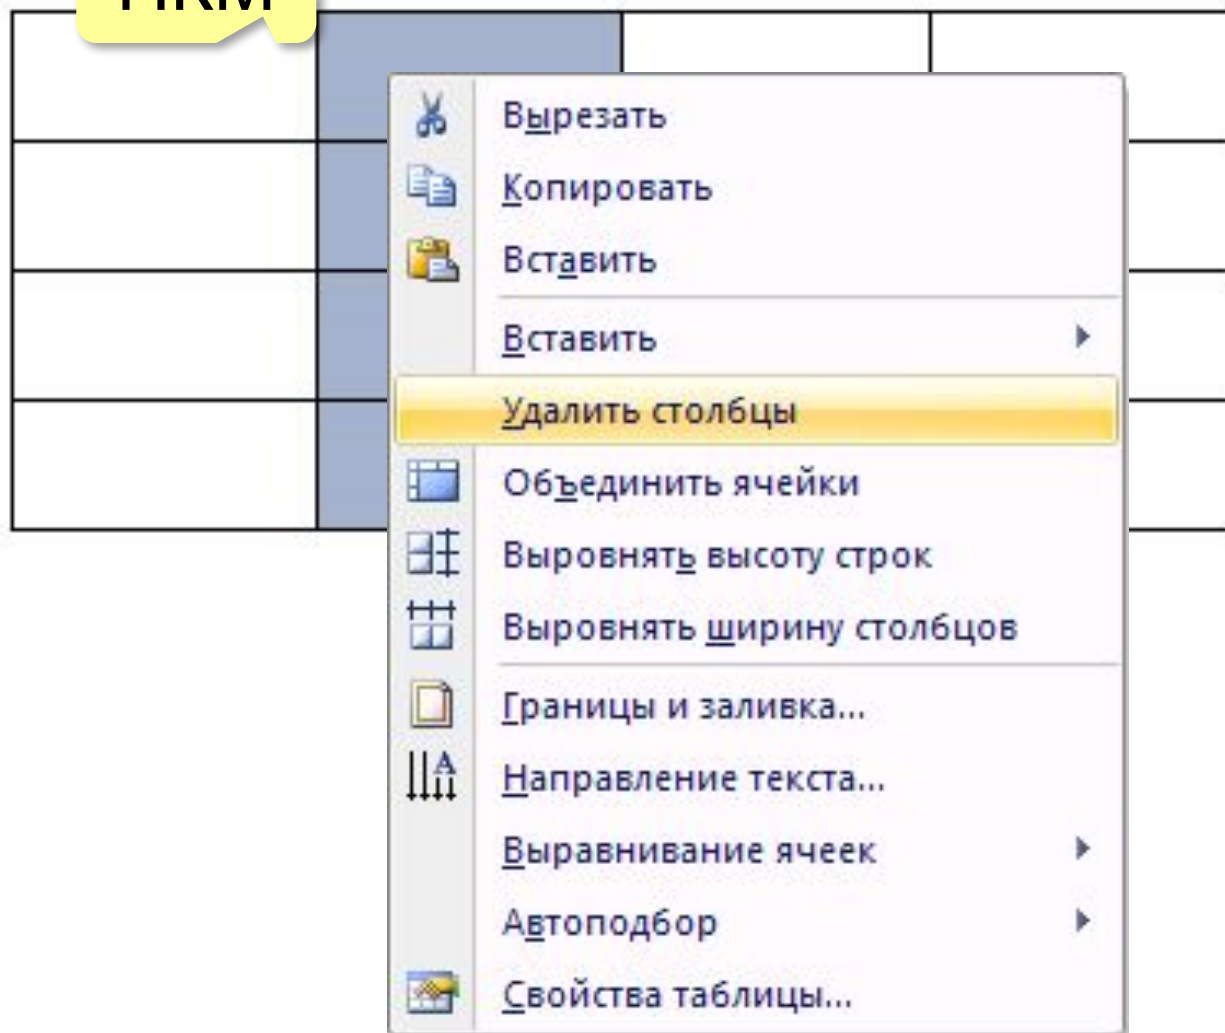 ПКМ
Вырезать
Копировать
Вставить
Вставить
Удалить столбцы
Объединить ячейки
Выровнять высоту строк
Выровнять ширину столбцов
Границы и заливка...
Направление текста...
Выравнивание ячеек
Автоподбор
Свойства таблицы...